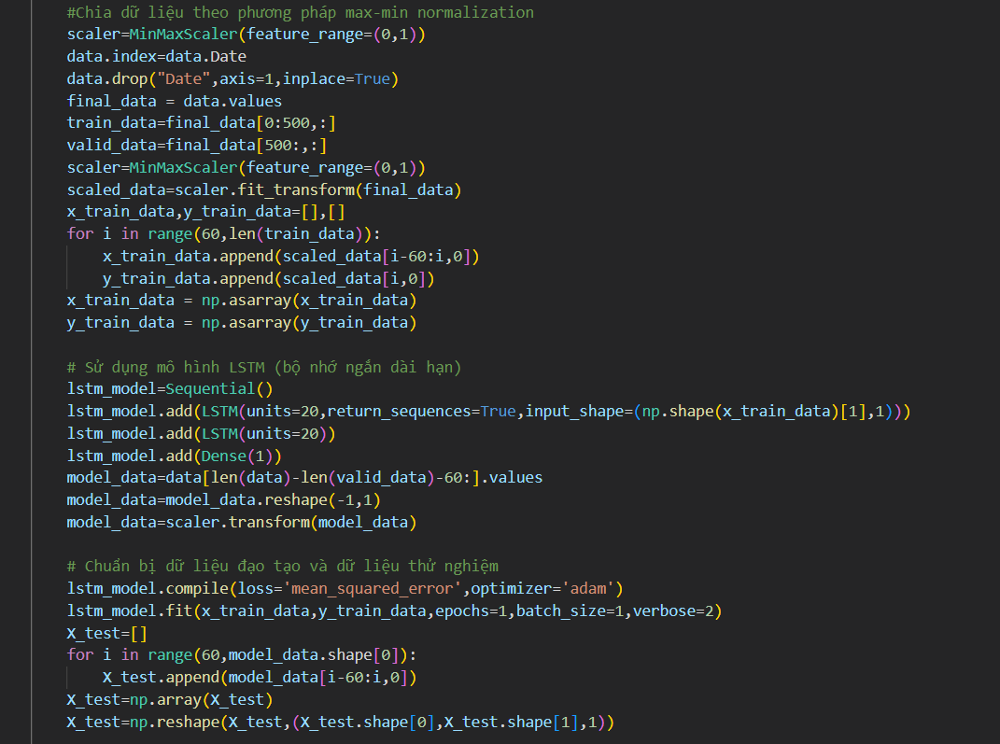 #Chia dữ liệu theo phương pháp max-min normalization
scaler=MinMaxScaler(feature_range=(0,1))
data.index=data.Date
data.drop("Date",axis=1,inplace=True)
final_data = data.values
train_data=final_data[0:500,:]
valid_data=final_data[500:,:]
scaler=MinMaxScaler(feature_range=(0,1))
scaled_data=scaler.fit_transform(final_data)
x_train_data,y_train_data=[],[]
for i in range(60,len(train_data)):
    x_train_data.append(scaled_data[i-60:i,0])
    y_train_data.append(scaled_data[i,0])
x_train_data = np.asarray(x_train_data)
y_train_data = np.asarray(y_train_data)

# Sử dụng mô hình LSTM (bộ nhớ ngắn dài hạn)
lstm_model=Sequential()
lstm_model.add(LSTM(units=20,return_sequences=True,input_shape=(np.shape(x_train_data)[1],1)))
lstm_model.add(LSTM(units=20))
lstm_model.add(Dense(1))
model_data=data[len(data)-len(valid_data)-60:].values
model_data=model_data.reshape(-1,1)
model_data=scaler.transform(model_data)

# Chuẩn bị dữ liệu đạo tạo và dữ liệu thử nghiệm
lstm_model.compile(loss='mean_squared_error',optimizer='adam')
lstm_model.fit(x_train_data,y_train_data,epochs=1,batch_size=1,verbose=2)
X_test=[]
for i in range(60,model_data.shape[0]):
    X_test.append(model_data[i-60:i,0])
X_test=np.array(X_test)
X_test=np.reshape(X_test,(X_test.shape[0],X_test.shape[1],1))